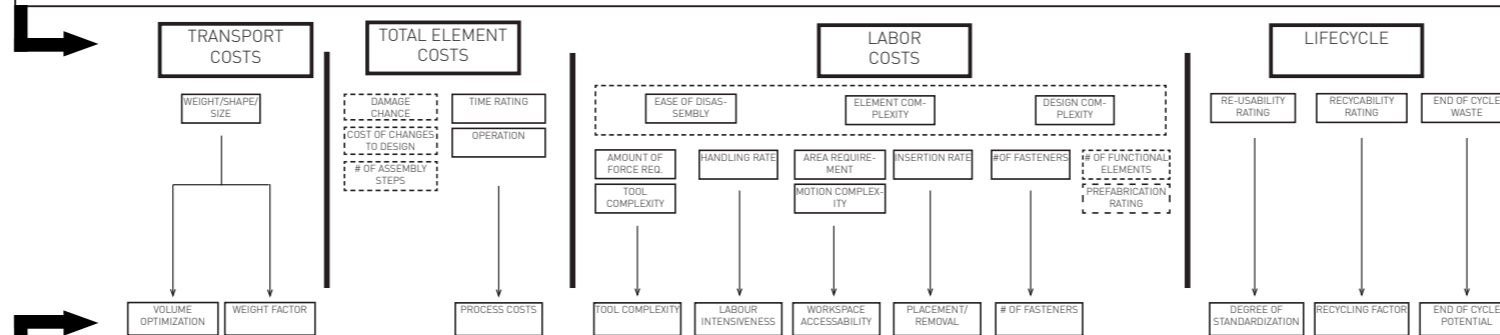 TRANSPORT
COSTS
TOTAL ELEMENT
COSTS
LABOR
COSTS
LIFECYCLE
WEIGHT/SHAPE/
SIZE
DAMAGE
CHANCE
COST OF CHANGES
TO DESIGN
# OF ASSEMBLY
STEPS
TIME RATING
OPERATION
EASE OF DISAS-
SEMBLY
ELEMENT COM-
PLEXITY
DESIGN COM-
PLEXITY
AMOUNT OF
FORCE REQ.
TOOL
COMPLEXITY
HANDLING RATE
AREA REQUIRE-
MENT
MOTION COMPLEX-
ITY
INSERTION RATE
#OF FASTENERS
# OF FUNCTIONAL
ELEMENTS
PREFABRICATION
RATING
RE-USABILITY
RATING
RECYCABILITY
RATING
END OF CYCLE
WASTE
VOLUME
OPTIMIZATION
WEIGHT FACTOR
PROCESS COSTS
TOOL COMPLEXITY
LABOUR
INTENSIVENESS
WORKSPACE
ACCESSABILITY
PLACEMENT/
REMOVAL
# OF FASTENERS
DEGREE OF
STANDARDIZATION
RECYCLING FACTOR
END OF CYCLE
POTENTIAL